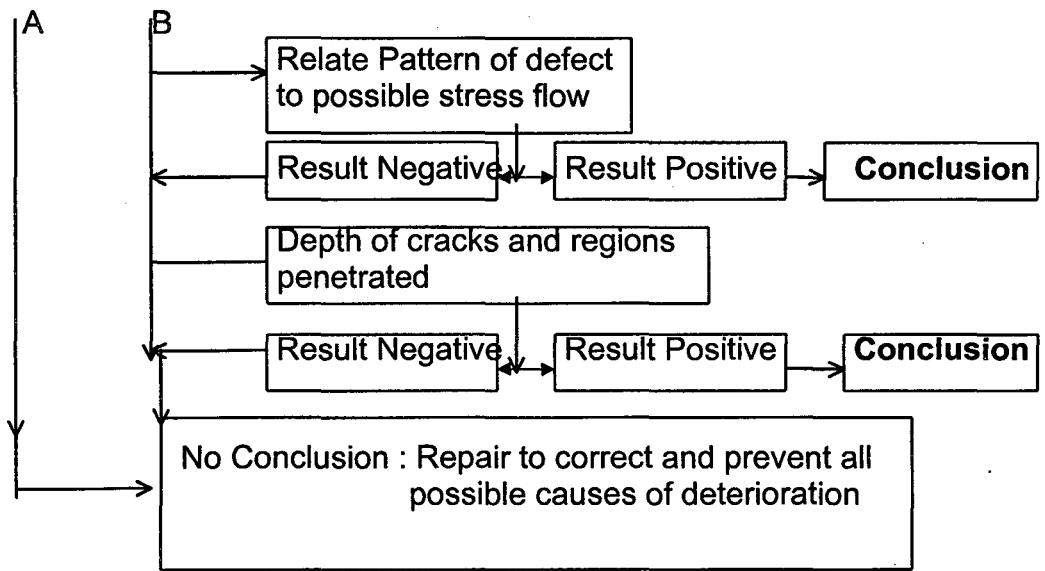 A
B
Relate Pattern of defect
to possible stress flow
Result Negative
Result Positive
Conclusion
Depth of cracks and regions
penetrated
Result Negative
Result Positive
Conclusion
No Conclusion : Repair to correct and prevent all
possible causes of deterioration